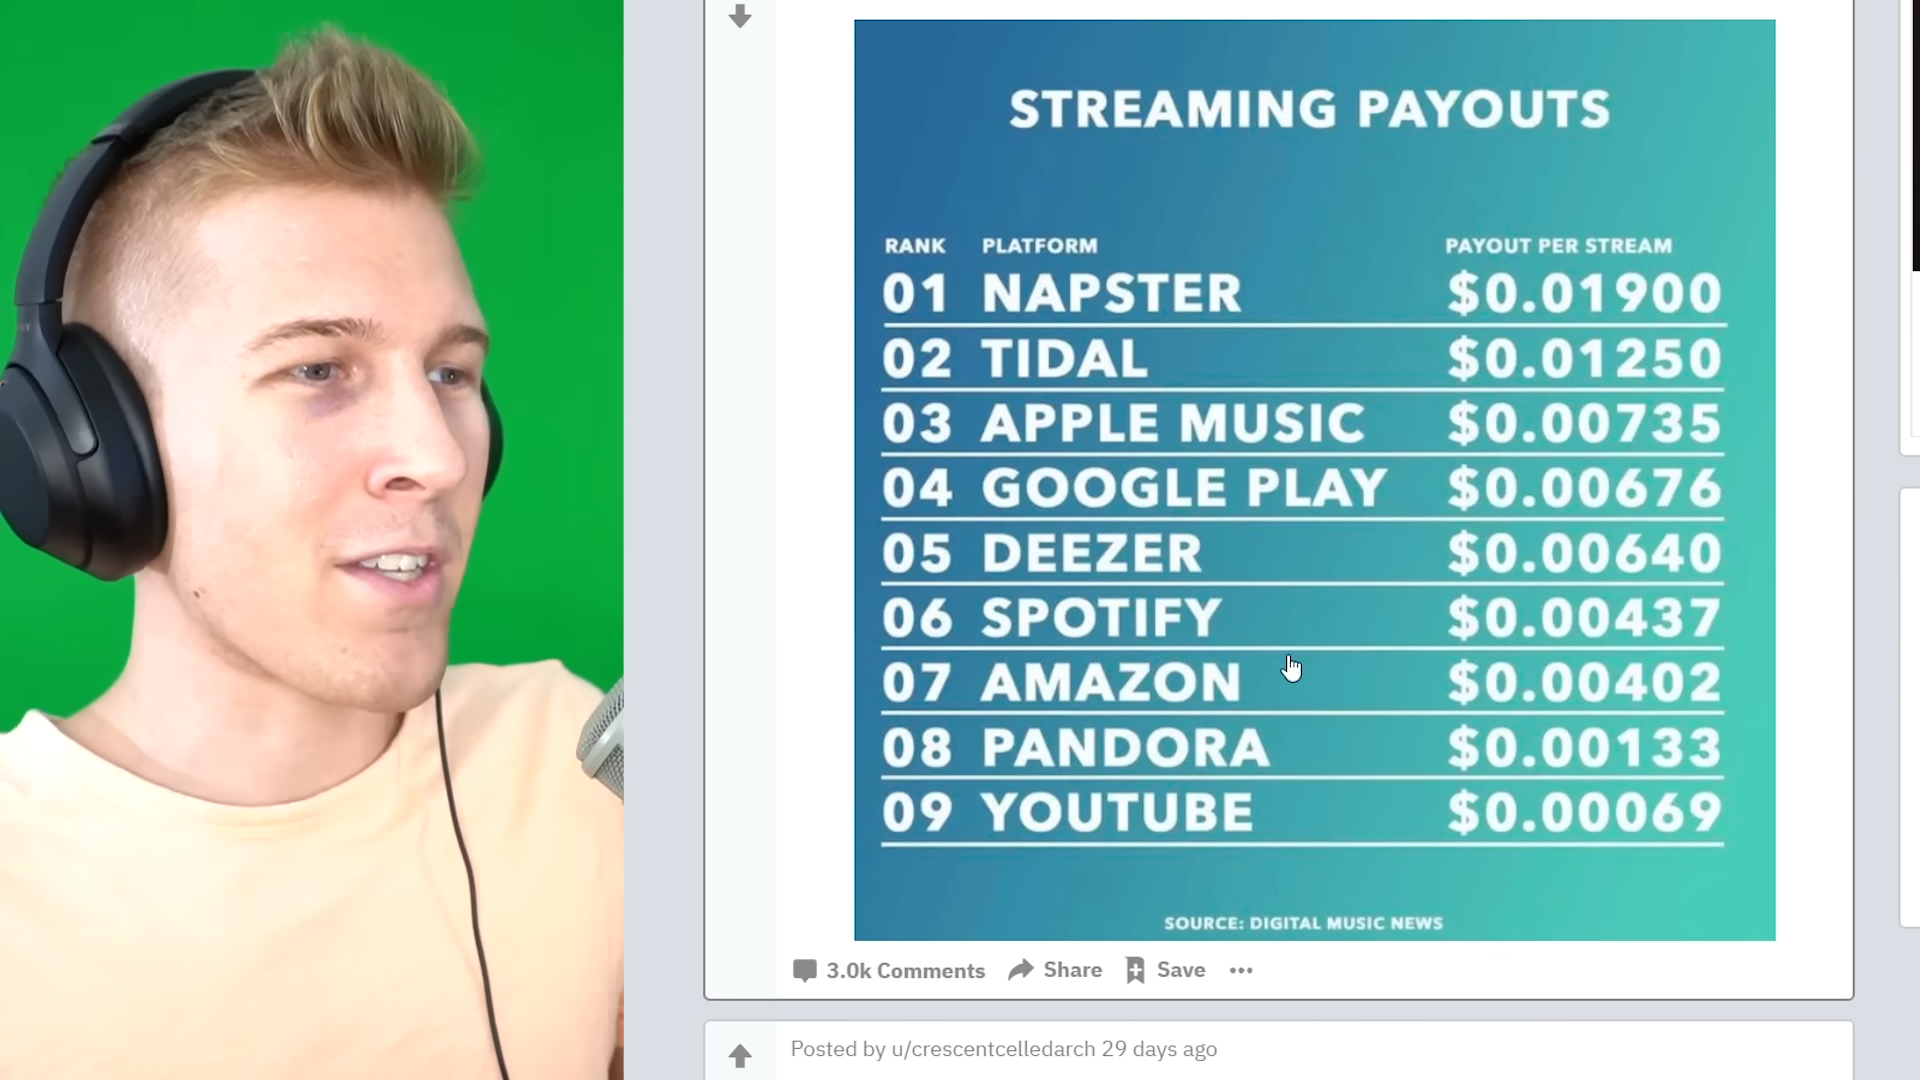 STREAMING PAYOUTS
RANK PLATFORM PAYOUT PER STREAM
01 NAPSTER $0.01900
02 TIDAL $0.01250
03 APPLE MUSIC $0.00735
04 GOOGLE PLAY $0.00676
05 DEEZER $0.00640
06 SPOTIFY $0.00437
07 AMAZON $0.00402
08 PANDORA $0.00133
09 YOUTUBE $0.00069
SOURCE: DIGITAL MUSIC NEWS
3.0k Comments Share Save
Posted by u/crescentcelledarch 29 days ago